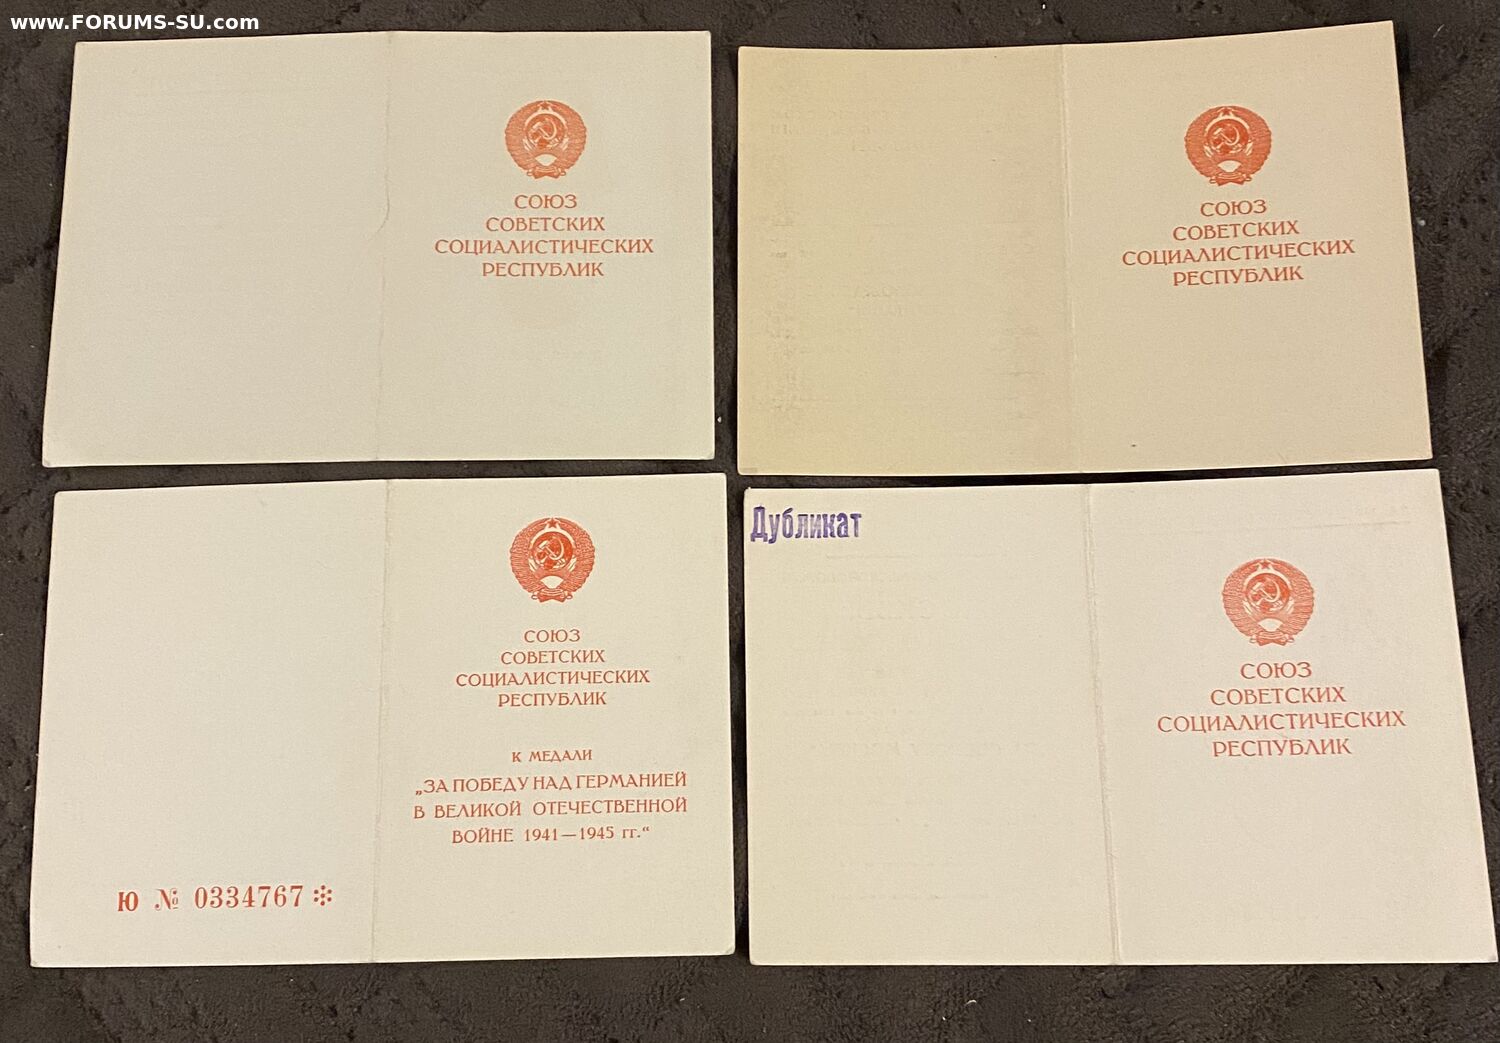 www.FORUMS-SU.com
СОЮЗ
СОВЕТСКИХ
СОЦИАЛИСТИЧЕСКИХ
РЕСПУБЛИК
СОЮЗ
СОВЕТСКИХ
СОЦИАЛИСТИЧЕСКИХ
РЕСПУБЛИК
СОЮЗ
СОВЕТСКИХ
СОЦИАЛИСТИЧЕСКИХ
РЕСПУБЛИК
К МЕДАЛИ
„ЗА ПОБЕДУ НАД ГЕРМАНИЕЙ
В ВЕЛИКОЙ ОТЕЧЕСТВЕННОЙ
ВОЙНЕ 1941—1945 гг.“
Ю № 0334767
Дубликат
СОЮЗ
СОВЕТСКИХ
СОЦИАЛИСТИЧЕСКИХ
РЕСПУБЛИК